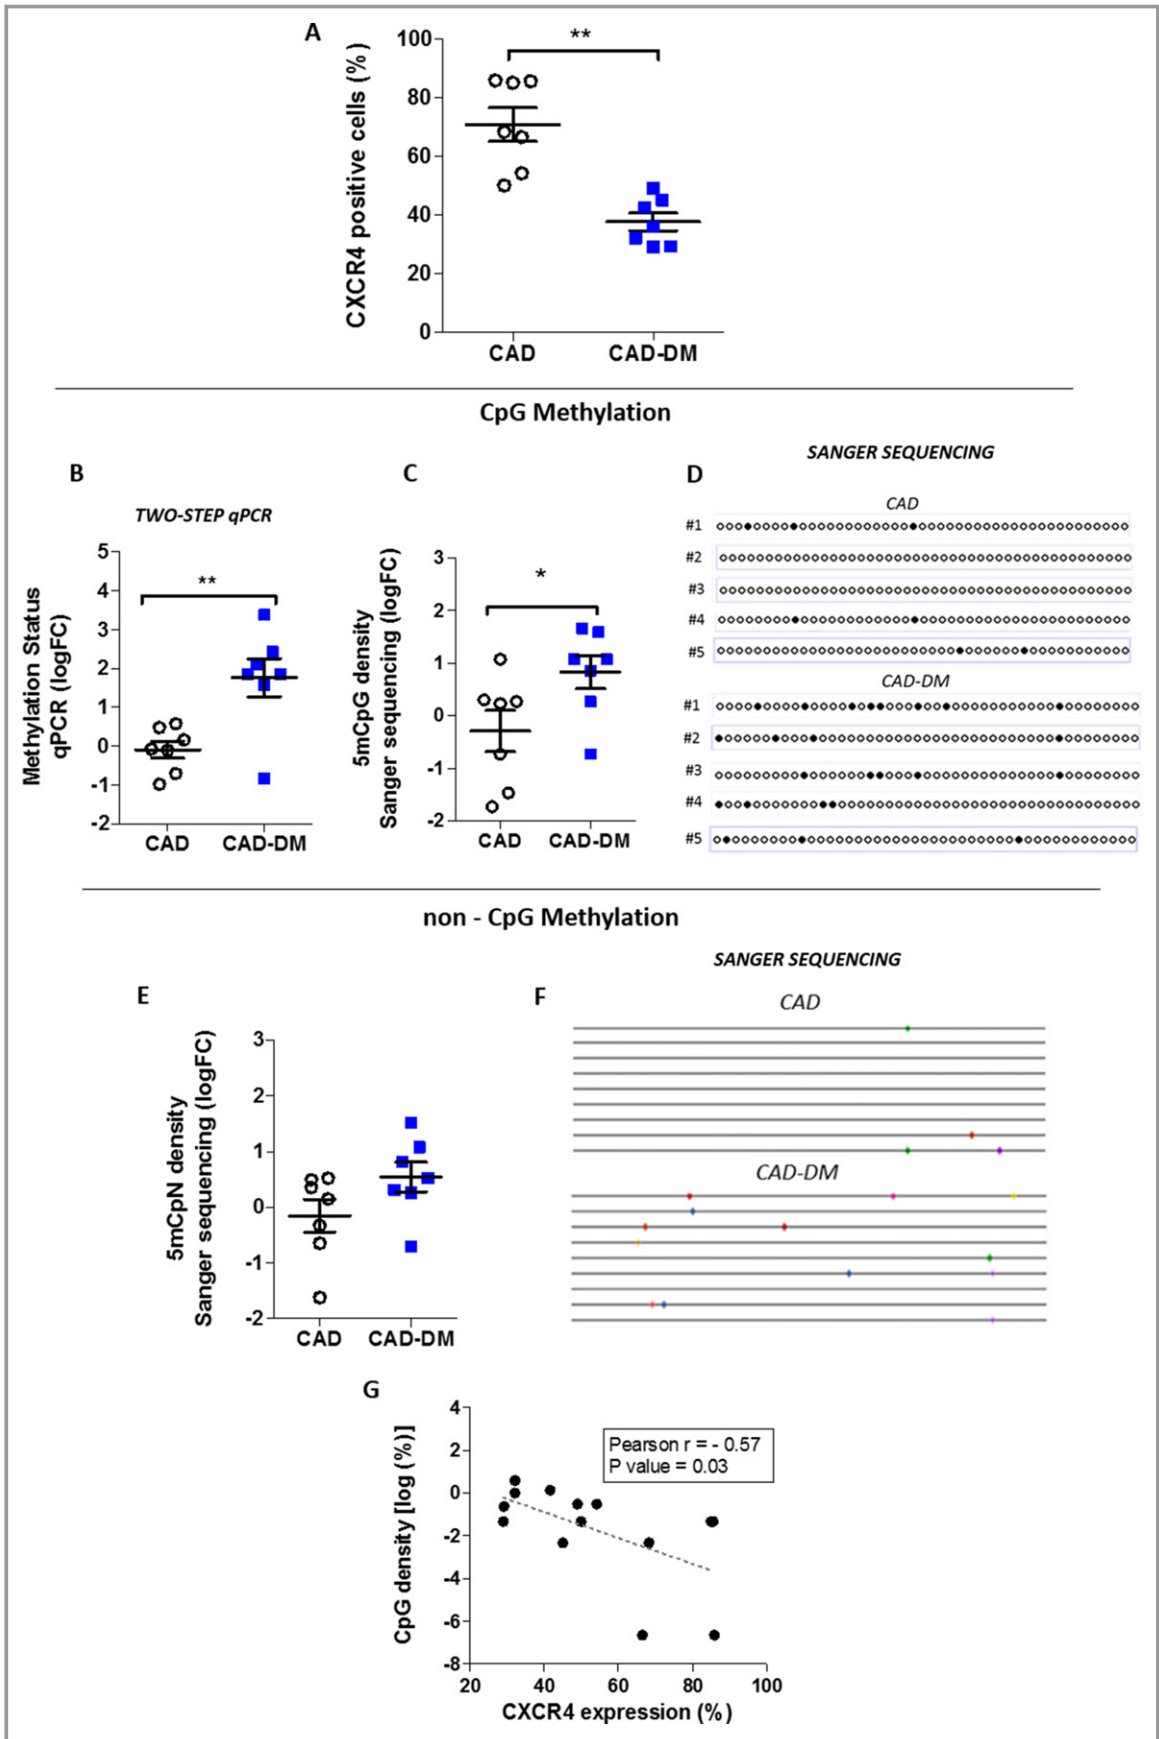 A
CXCR4 positive cells (%)
100
80
60
40
20
0
**
CAD
CAD-DM
CpG Methylation
B
TWO-STEP qPCR
Methylation Status
qPCR (logFC)
5
4
3
2
1
0
-1
-2
**
CAD
CAD-DM
C
5mCpG density
Sanger sequencing (logFC)
3
2
1
0
-1
-2
*
CAD
CAD-DM
SANGER SEQUENCING
D
CAD
#1
#2
#3
#4
#5
CAD-DM
#1
#2
#3
#4
#5
non - CpG Methylation
SANGER SEQUENCING
E
5mCpN density
Sanger sequencing (logFC)
3
2
1
0
-1
-2
CAD
CAD-DM
F
CAD
CAD-DM
G
CpG density [log (%)]
4
2
0
-2
-4
-6
-8
Pearson r = - 0.57
P value = 0.03
20
40
60
80
100
CXCR4 expression (%)